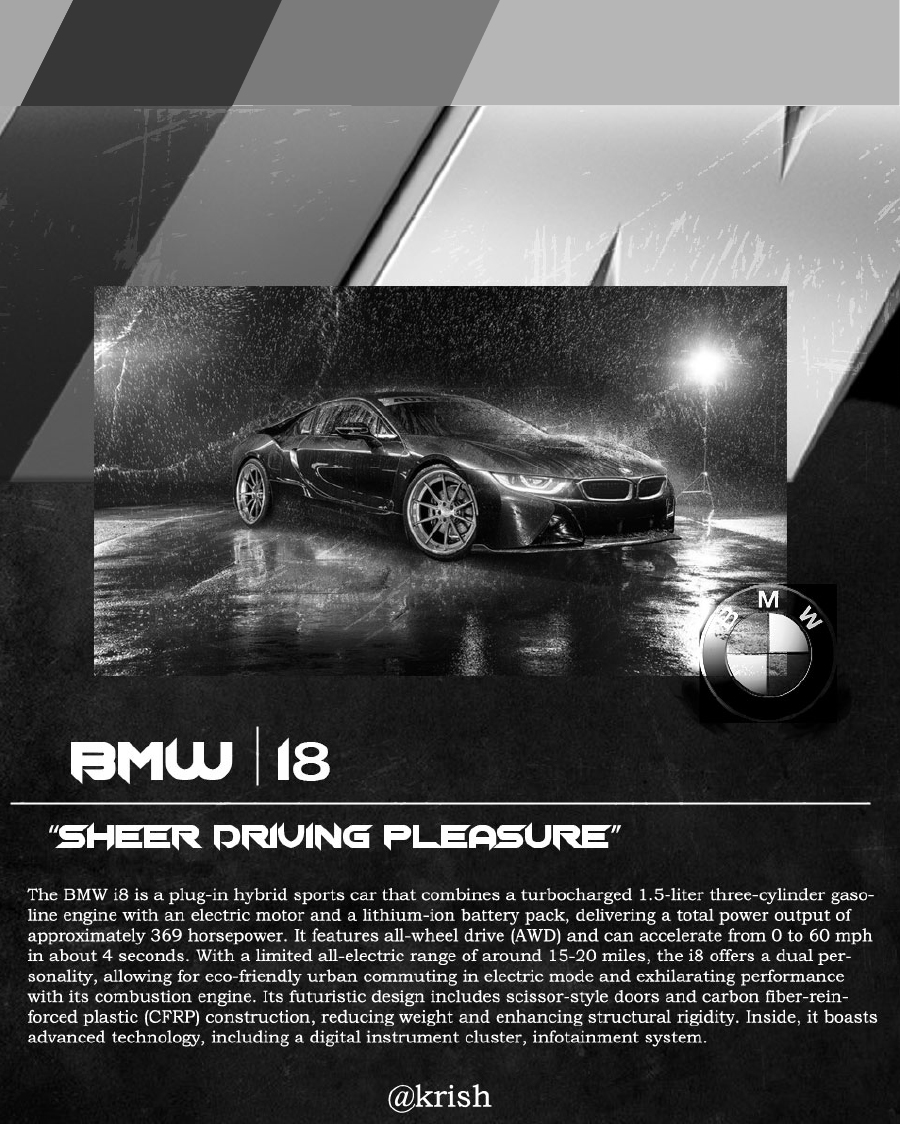 AUTO
B M W
BMW | i8
“SHEER DRIVING PLEASURE”
The BMW i8 is a plug-in hybrid sports car that combines a turbocharged 1.5-liter three-cylinder gaso-
line engine with an electric motor and a lithium-ion battery pack, delivering a total power output of
approximately 369 horsepower. It features all-wheel drive (AWD) and can accelerate from 0 to 60 mph
in about 4 seconds. With a limited all-electric range of around 15-20 miles, the i8 offers a dual per-
sonality, allowing for eco-friendly urban commuting in electric mode and exhilarating performance
with its combustion engine. Its futuristic design includes scissor-style doors and carbon fiber-rein-
forced plastic (CFRP) construction, reducing weight and enhancing structural rigidity. Inside, it boasts
advanced technology, including a digital instrument cluster, infotainment system.
@krish